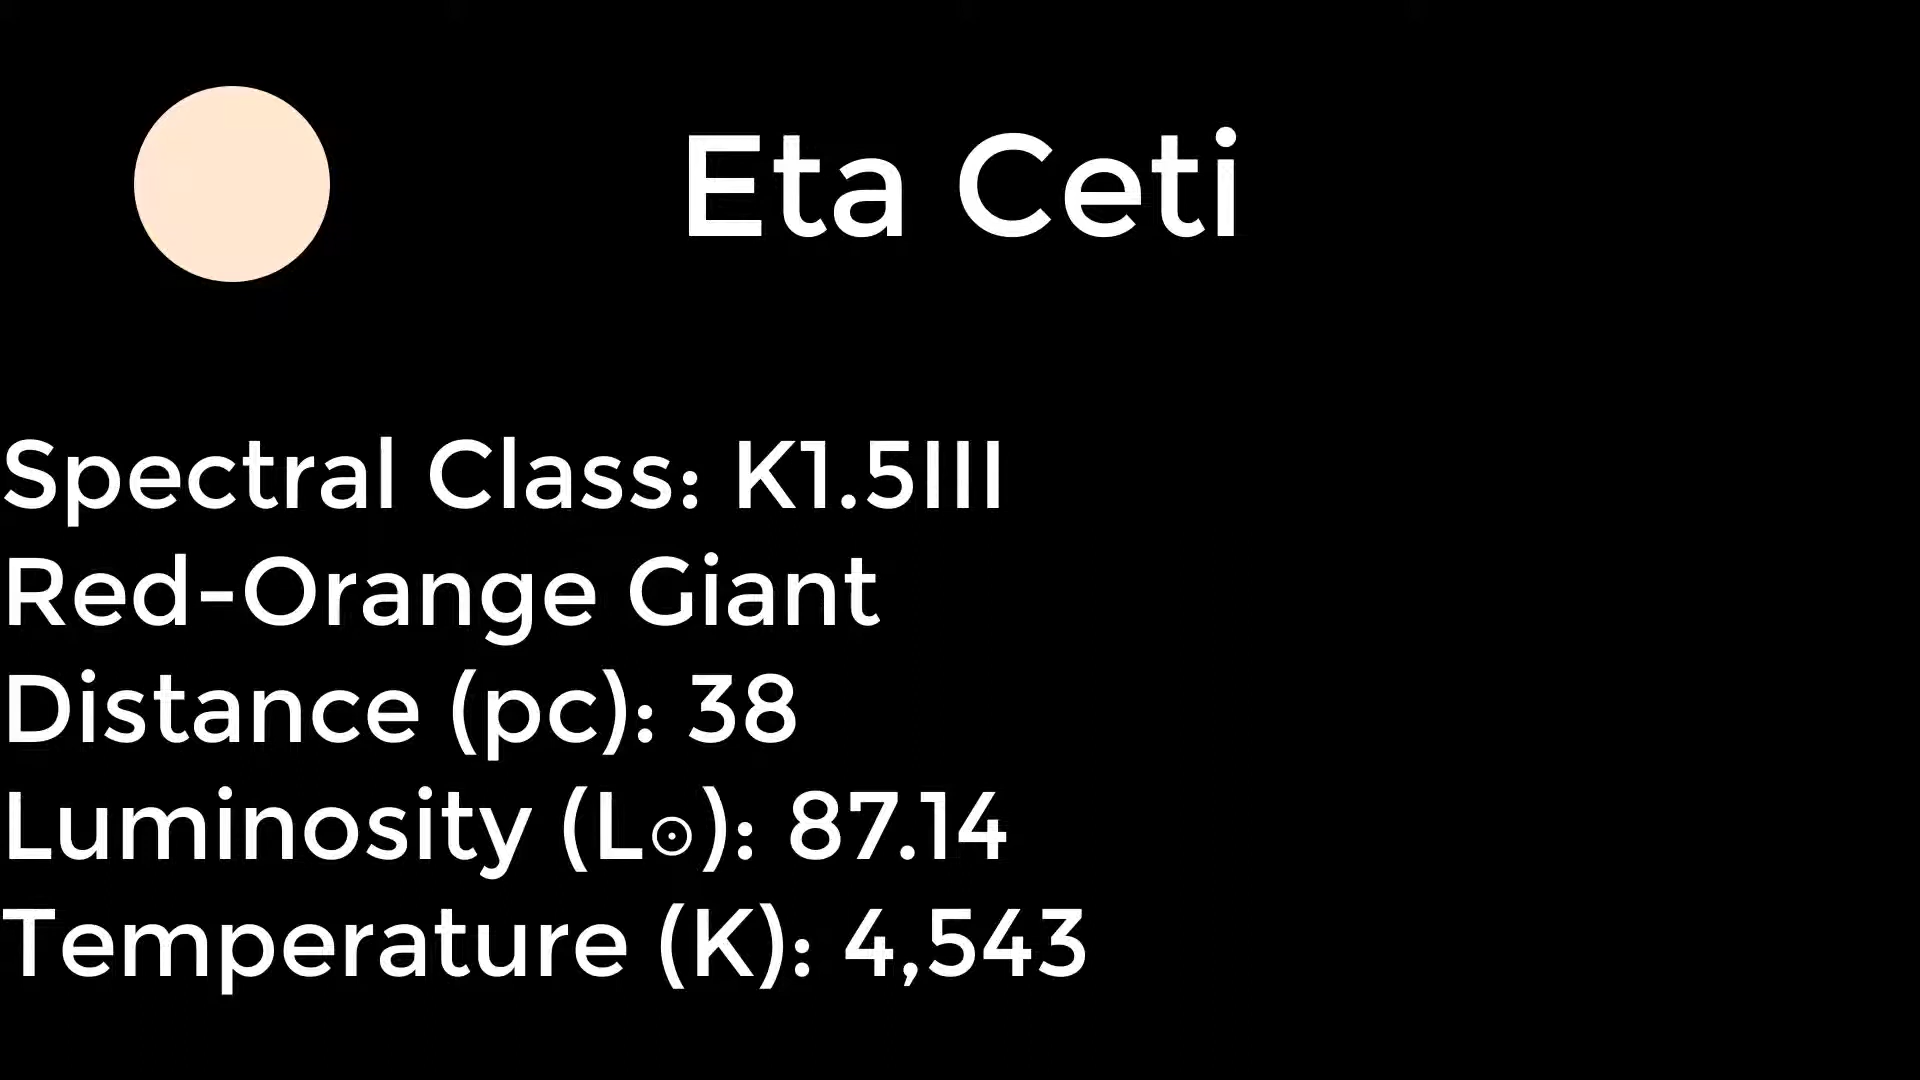 Eta Ceti
Spectral Class: K1.5III
Red-Orange Giant
Distance (pc): 38
Luminosity (L☉): 87.14
Temperature (K): 4,543